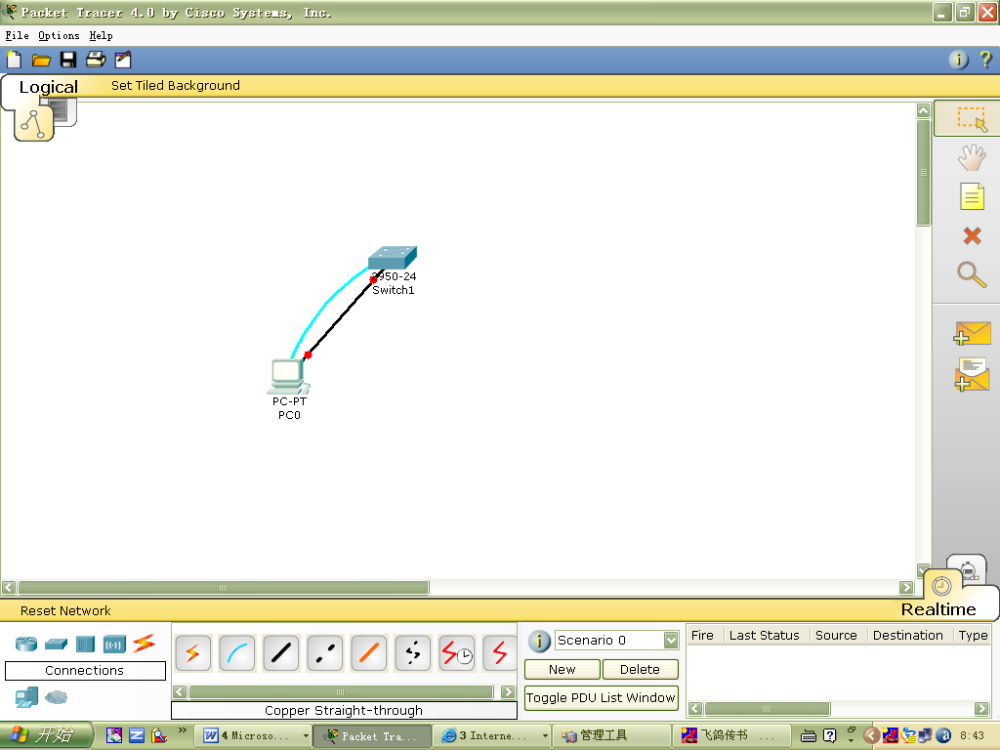 Packet Tracer 4.0 by Cisco Systems, Inc.
File Options Help
Logical
Set Tiled Background
2950-24
Switch1
PC-PT
PC0
Reset Network
Realtime
Connections
Copper Straight-through
Scenario 0
New
Delete
Toggle PDU List Window
Fire Last Status Source Destination Type
开始
4 Microso...
Packet Tra...
3 Interne...
管理工具
飞鸽传书 ...
8:43